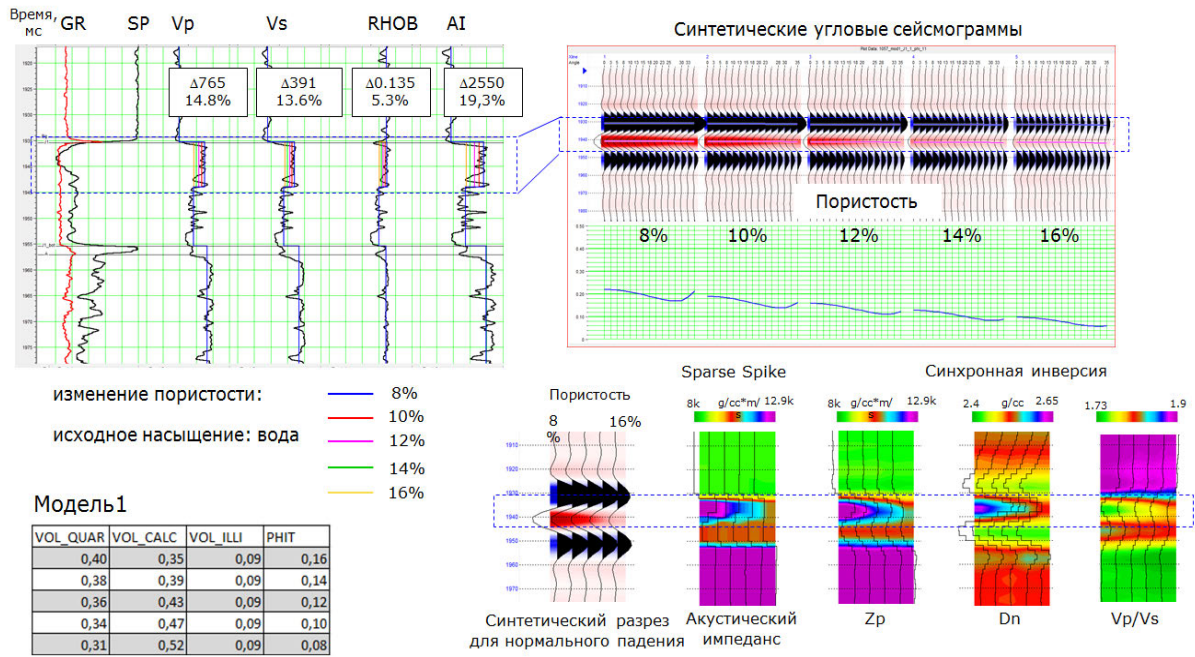 Время,
мс
GR
SP
Vp
Vs
RHOB
AI
∆765
14.8%
∆391
13.6%
∆0.135
5.3%
∆2550
19,3%
Синтетические угловые сейсмограммы
Пористость
8%
10%
12%
14%
16%
изменение пористости:
исходное насыщение: вода
8%
10%
12%
14%
16%
Модель1
VOL_QUAR VOL_CALC VOL_ILLI PHIT
0,40 0,35 0,09 0,16
0,38 0,39 0,09 0,14
0,36 0,43 0,09 0,12
0,34 0,47 0,09 0,10
0,31 0,52 0,09 0,08
Sparse Spike
Синхронная инверсия
Пористость
8
%
16%
8k g/cc*m/ 12.9k
s
8k g/cc*m/ 12.9k
s
2.4 g/cc 2.65
1.73 1.9
1910
1920
1930
1940
1950
1960
1970
Синтетический разрез
для нормального падения
Акустический
импеданс
Zp
Dn
Vp/Vs